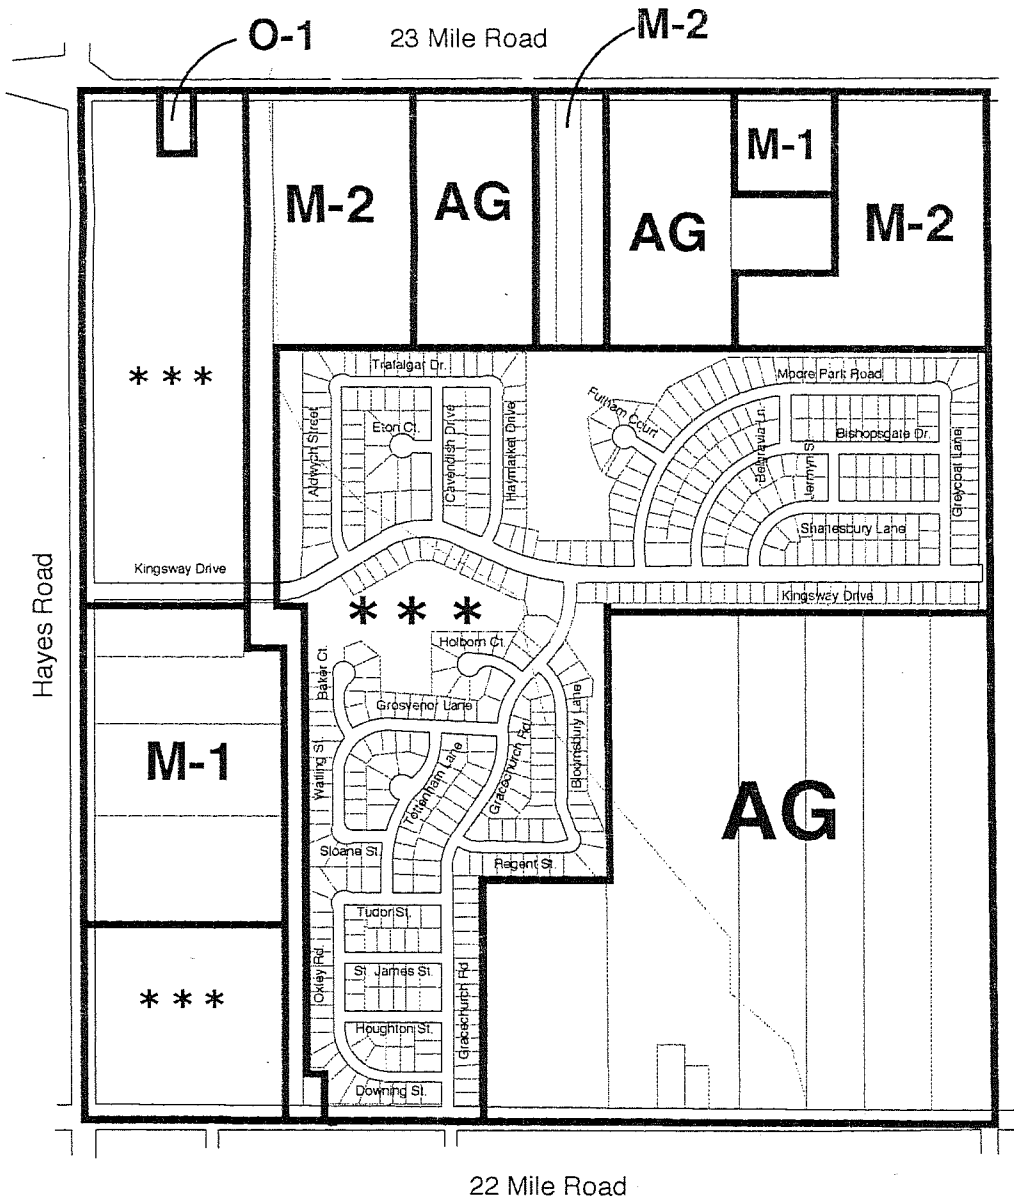 O-1
23 Mile Road
M-2
M-1
M-2
AG
AG
M-2
* * *
Trafalgar Dr.
Moore Park Road
Fulham Court
Aldwych Street
Eton Ct.
Cavendish Drive
Haymarket Drive
Belgravia Ln.
Jermyn St
Bishopsgate Dr.
Greycoat Lane
Shaftesbury Lane
Kingsway Drive
Kingsway Drive
Hayes Road
* * *
Holborn Ct.
Baker Ct.
Grosvenor Lane
Gracechurch Rd
Bloomsbury Lane
M-1
Watling St.
Tottenham Lane
AG
Sloane St.
Regent St.
Tudor St.
Oxley Rd.
St. James St.
Gracechurch Rd
* * *
Houghton St.
Downing St.
22 Mile Road